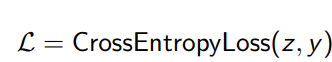 ℒ = CrossEntropyLoss(z, y)